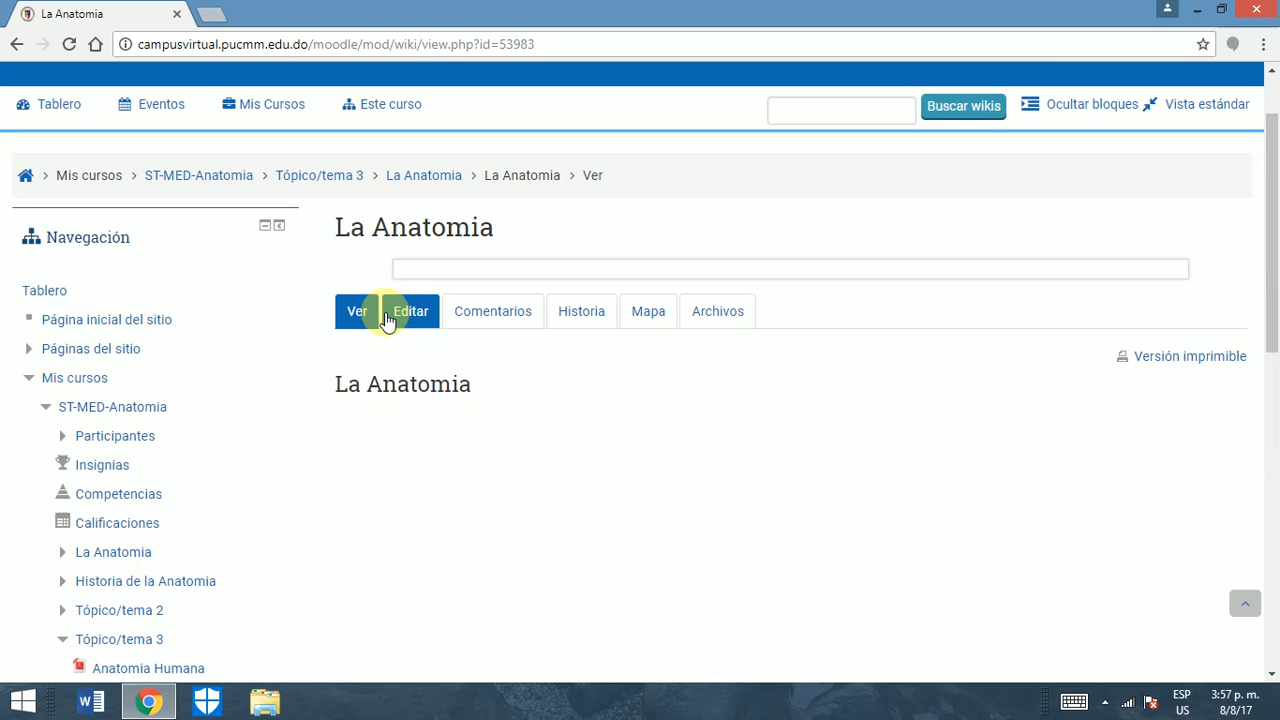 La Anatomia
campusvirtual.pucmm.edu.do/moodle/mod/wiki/view.php?id=53983
Tablero Eventos Mis Cursos Este curso Buscar wikis Ocultar bloques Vista estándar
Mis cursos ST-MED-Anatomia Tópico/tema 3 La Anatomia La Anatomia Ver
Navegación
Tablero
Página inicial del sitio
Páginas del sitio
Mis cursos
ST-MED-Anatomia
Participantes
Insignias
Competencias
Calificaciones
La Anatomia
Historia de la Anatomia
Tópico/tema 2
Tópico/tema 3
Anatomia Humana
La Anatomia
Ver Editar Comentarios Historia Mapa Archivos
Versión imprimible
La Anatomia
ESP 3:57 p. m.
US 8/8/17